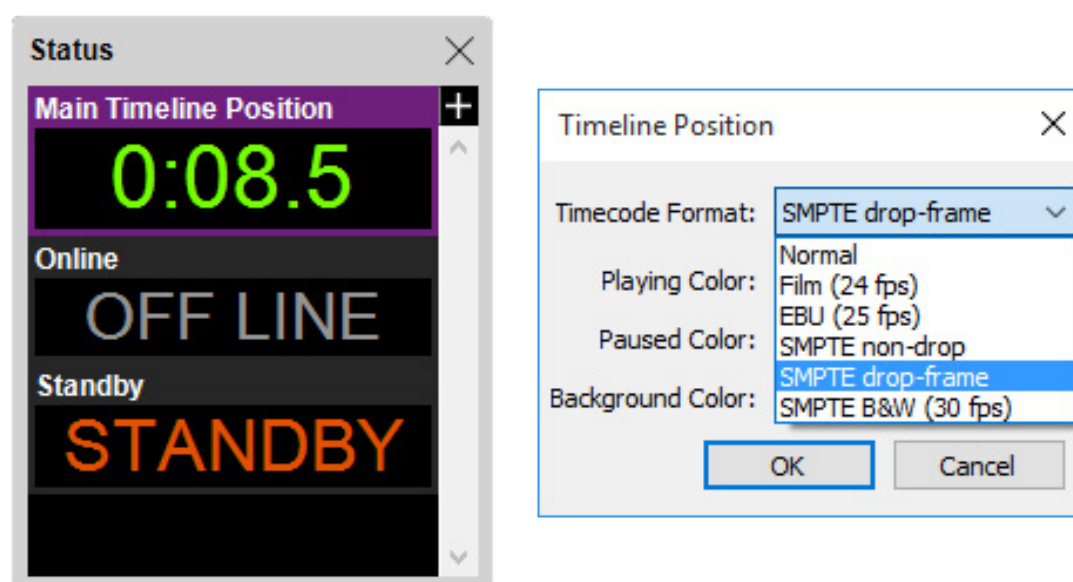 Status
Main Timeline Position
0:08.5
Online
OFF LINE
Standby
STANDBY
Timeline Position
Timecode Format: SMPTE drop-frame
Normal
Film (24 fps)
Playing Color:
EBU (25 fps)
Paused Color:
SMPTE non-drop
SMPTE drop-frame
Background Color:
SMPTE B&W (30 fps)
OK Cancel